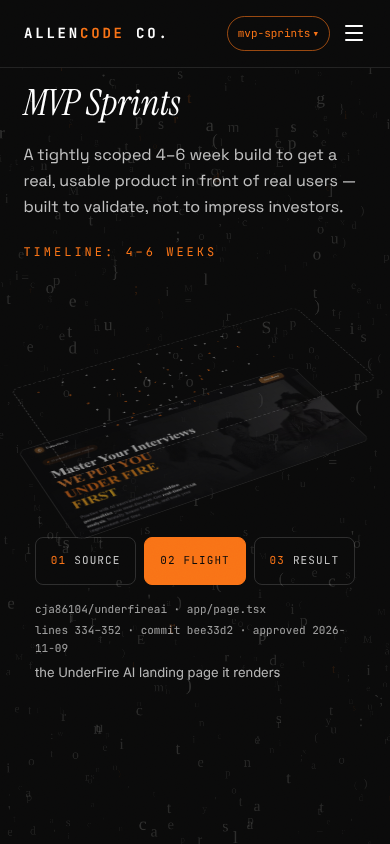 ALLENCODE CO.
mvp-sprints ▾
MVP Sprints
A tightly scoped 4–6 week build to get a
real, usable product in front of real users —
built to validate, not to impress investors.
TIMELINE: 4–6 WEEKS
Master Your Interviews
WE PUT YOU
UNDER FIRE
FIRST
01 SOURCE
02 FLIGHT
03 RESULT
cja86104/underfireai · app/page.tsx
lines 334–352 · commit bee33d2 · approved 2026-
11-09
the UnderFire AI landing page it renders